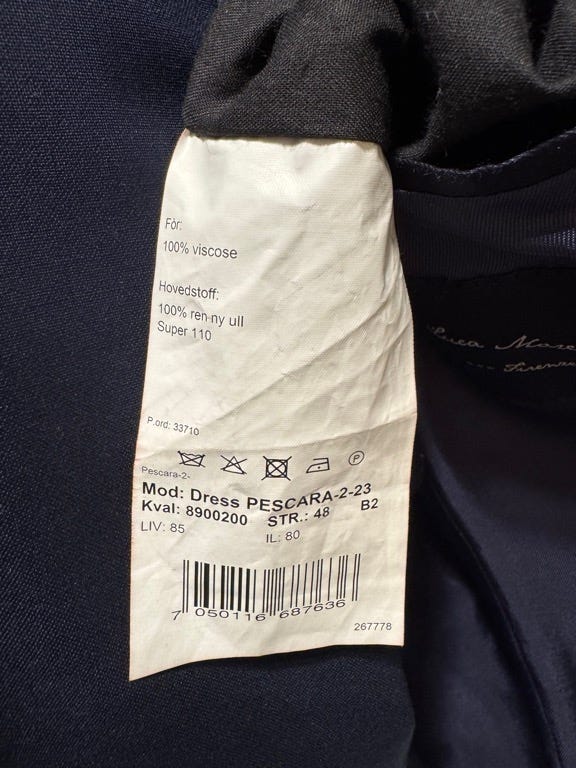 Fòr:
100% viscose
Hovedstoff:
100% ren ny ull
Super 110
P.ord: 33710
P
Pescara-2-
Mod: Dress PESCARA-2-23
Kval: 8900200 STR.: 48 B2
LIV: 85 IL: 80
7 050116 687636
267778